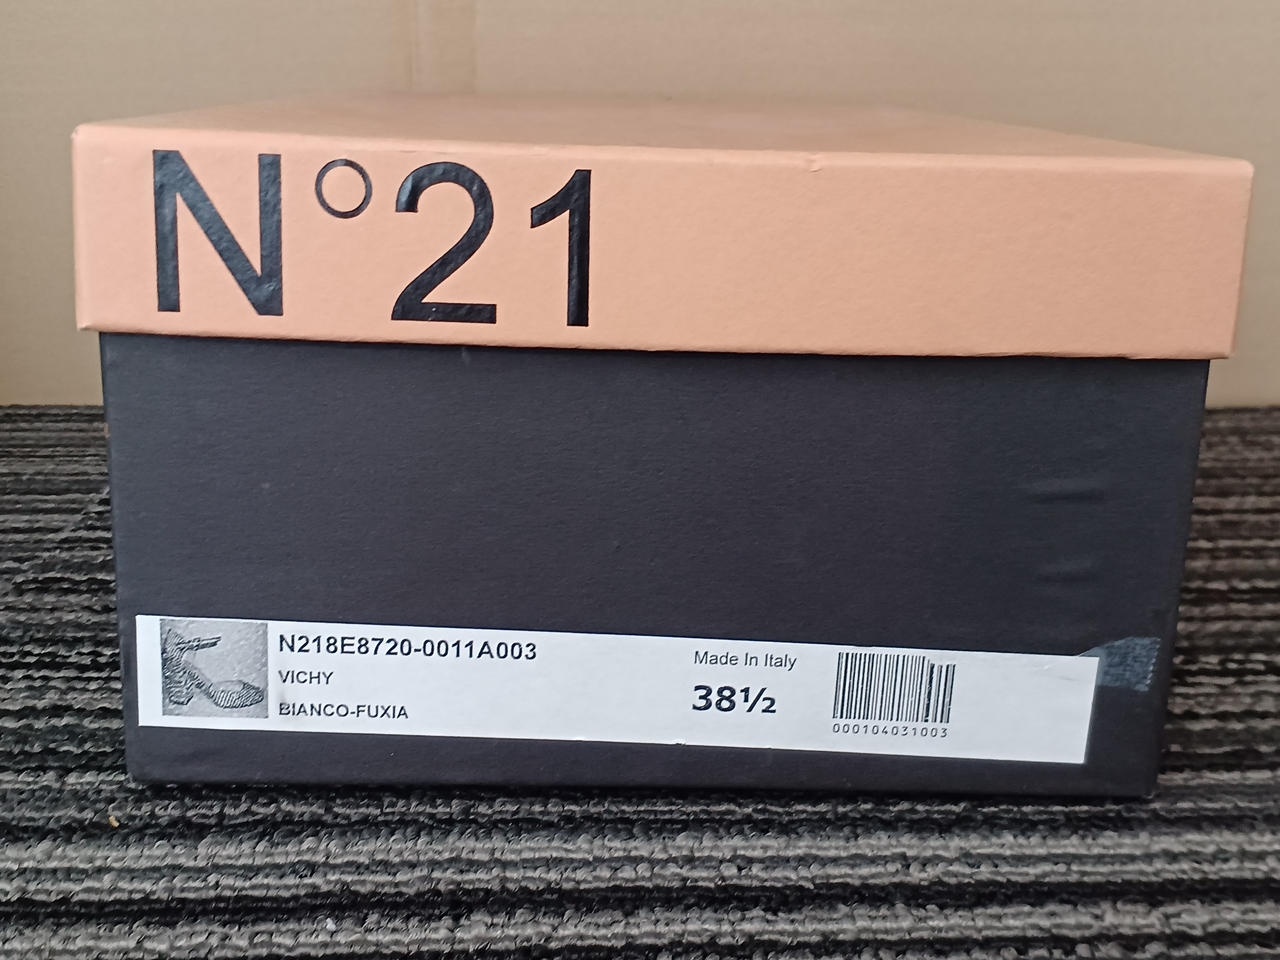 N°21
N218E8720-0011A003
VICHY
BIANCO-FUXIA
Made In Italy
38½
000104031003